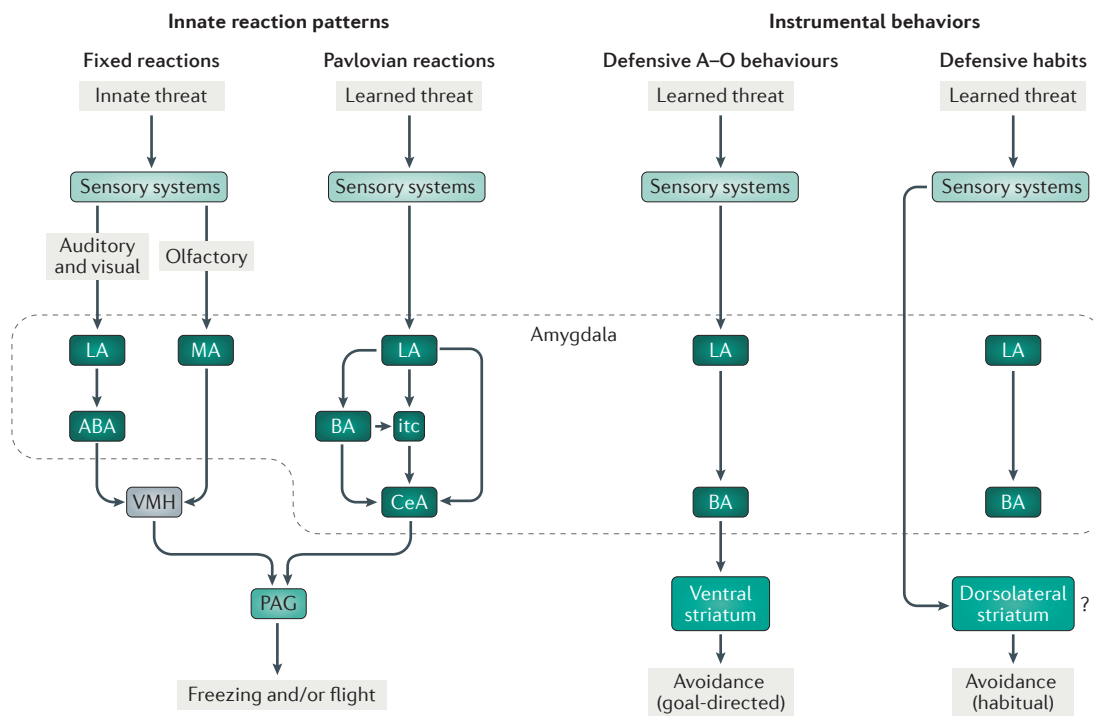 Innate reaction patterns
Instrumental behaviors
Fixed reactions
Pavlovian reactions
Defensive A–O behaviours
Defensive habits
Innate threat
Learned threat
Learned threat
Learned threat
Sensory systems
Sensory systems
Sensory systems
Sensory systems
Auditory
and visual
Olfactory
Amygdala
LA
MA
LA
LA
LA
ABA
BA
itc
VMH
CeA
BA
BA
PAG
Ventral
striatum
Dorsolateral
striatum
?
Freezing and/or flight
Avoidance
(goal-directed)
Avoidance
(habitual)